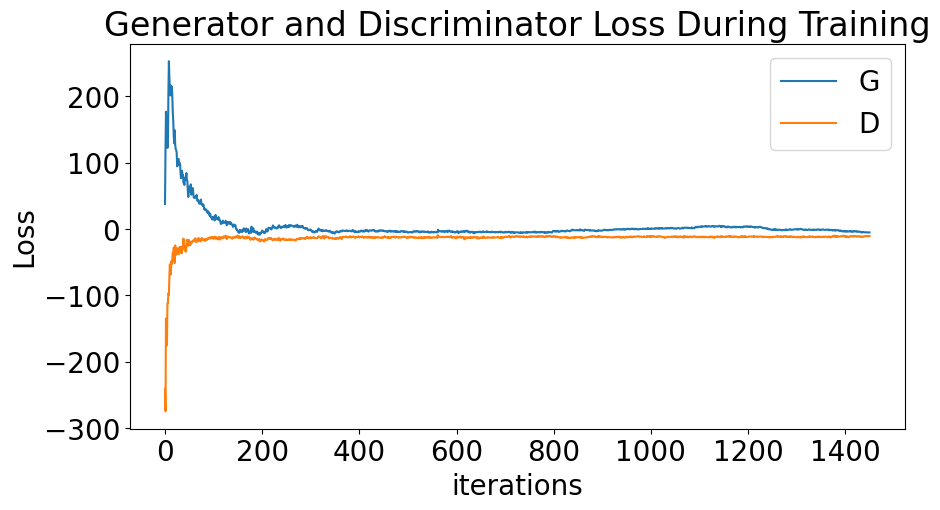 Generator and Discriminator Loss During Training
G
D
200
100
0
−100
−200
−300
Loss
0 200 400 600 800 1000 1200 1400
iterations